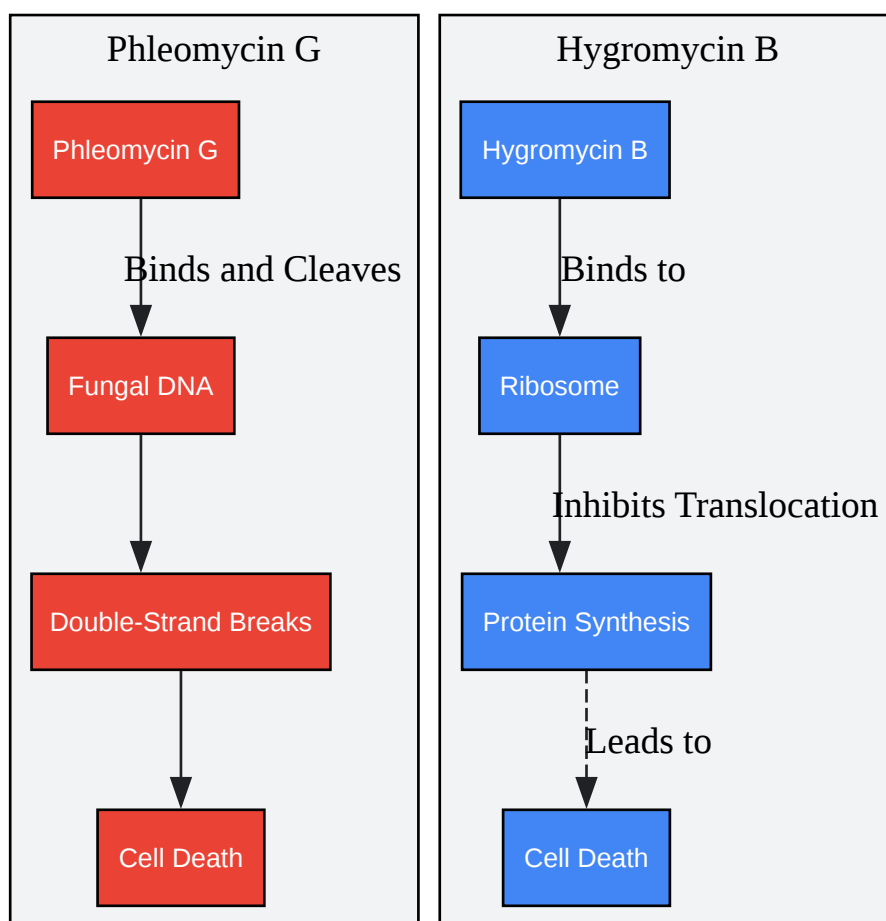 Phleomycin G
Phleomycin G
Binds and Cleaves
Fungal DNA
Double-Strand Breaks
Cell Death
Hygromycin B
Hygromycin B
Binds to
Ribosome
Inhibits Translocation
Protein Synthesis
Leads to
Cell Death